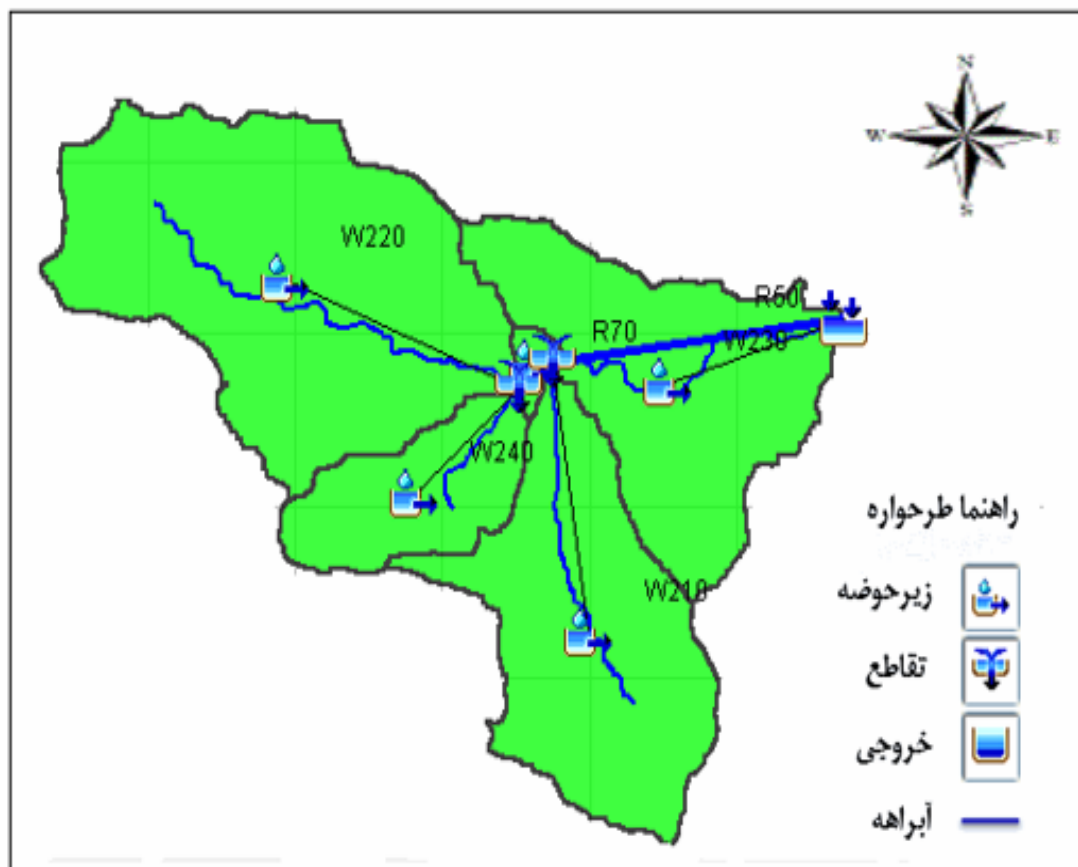 N
W E
S
W220
R60
R70
W230
W240
W210
راهنما طرحواره
زیرحوضه
تقاطع
خروجی
آبراهه